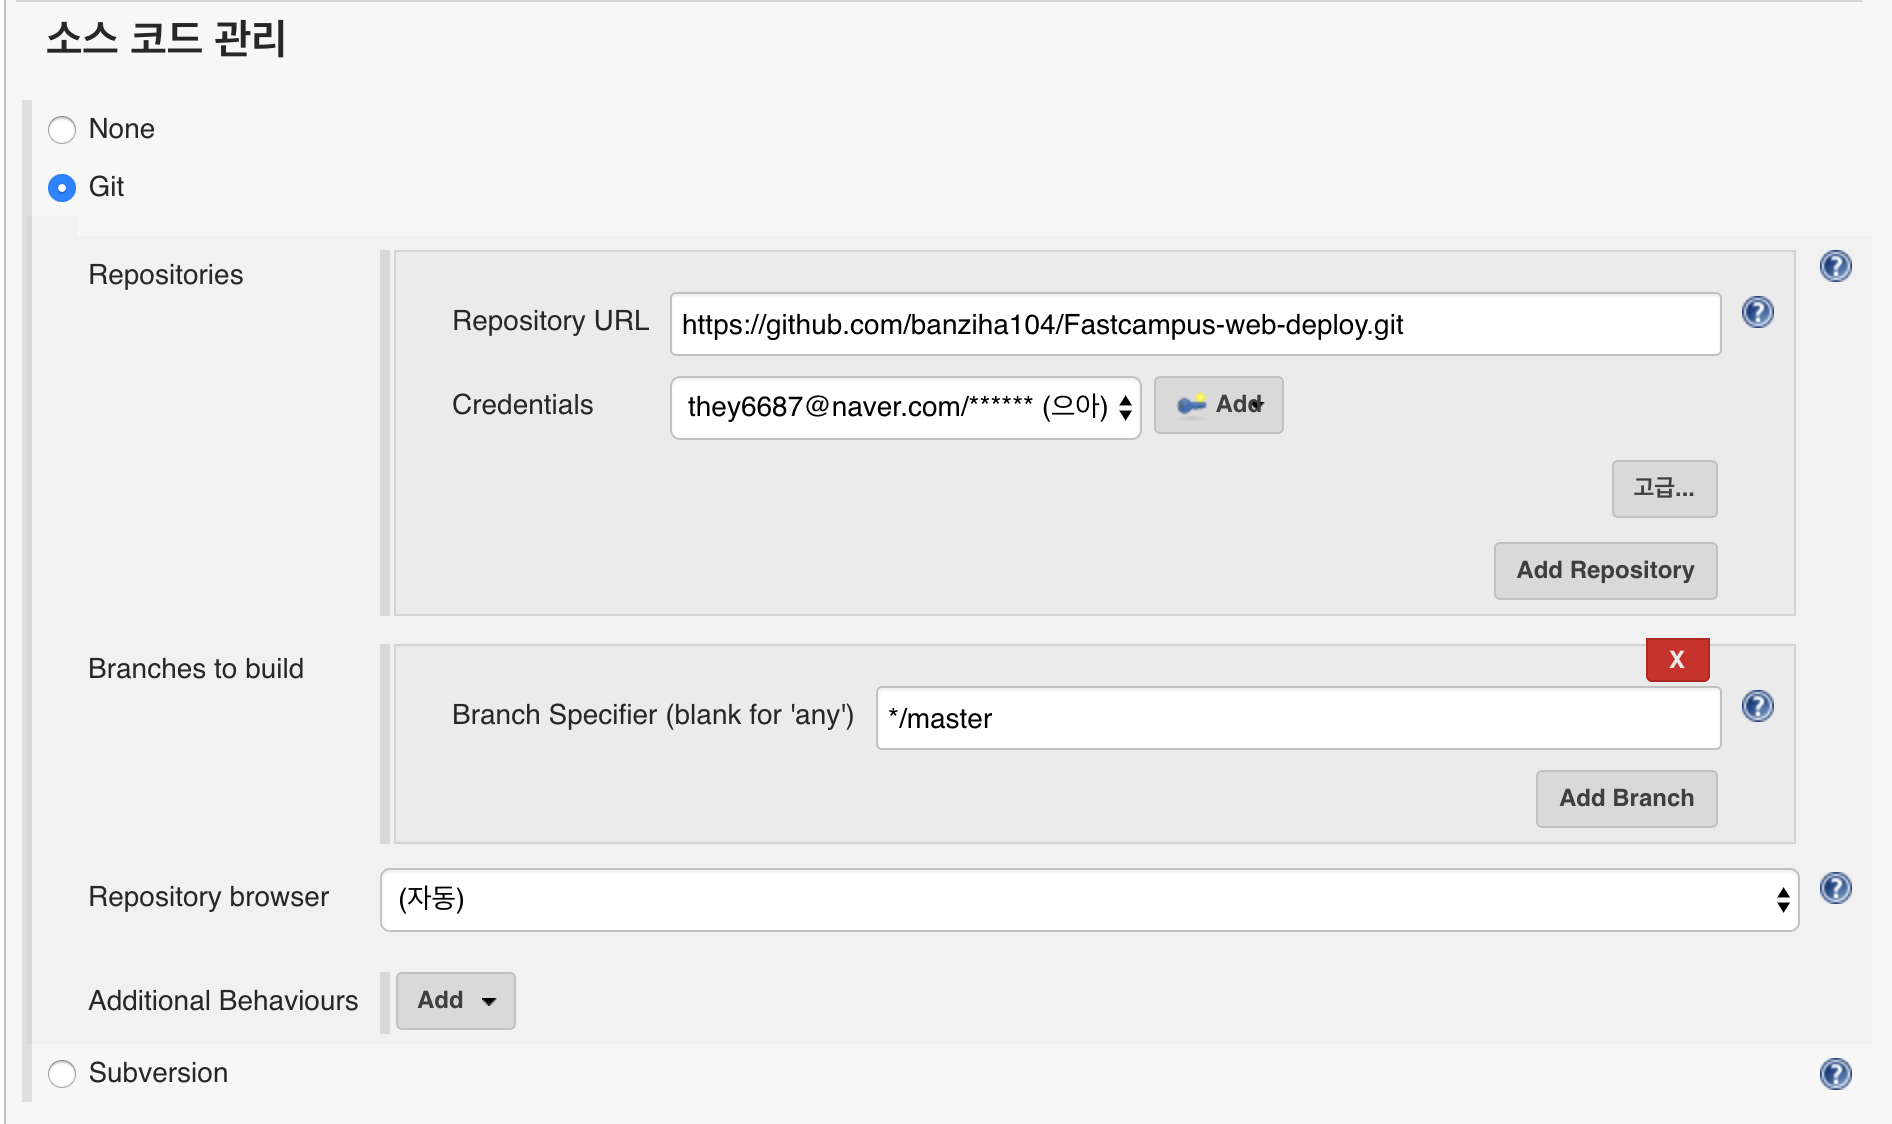 소스 코드 관리
None
Git
Repositories
Repository URL https://github.com/banziha104/Fastcampus-web-deploy.git
Credentials they6687@naver.com/****** (으아) Add
고급...
Add Repository
X
Branches to build
Branch Specifier (blank for 'any') */master
Add Branch
Repository browser (자동)
Additional Behaviours Add
Subversion